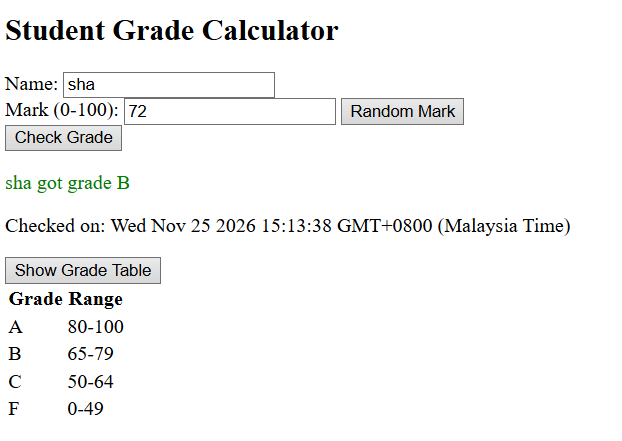 Student Grade Calculator
Name: sha
Mark (0-100): 72 Random Mark
Check Grade
sha got grade B
Checked on: Wed Nov 25 2026 15:13:38 GMT+0800 (Malaysia Time)
Show Grade Table
Grade Range
A 80-100
B 65-79
C 50-64
F 0-49